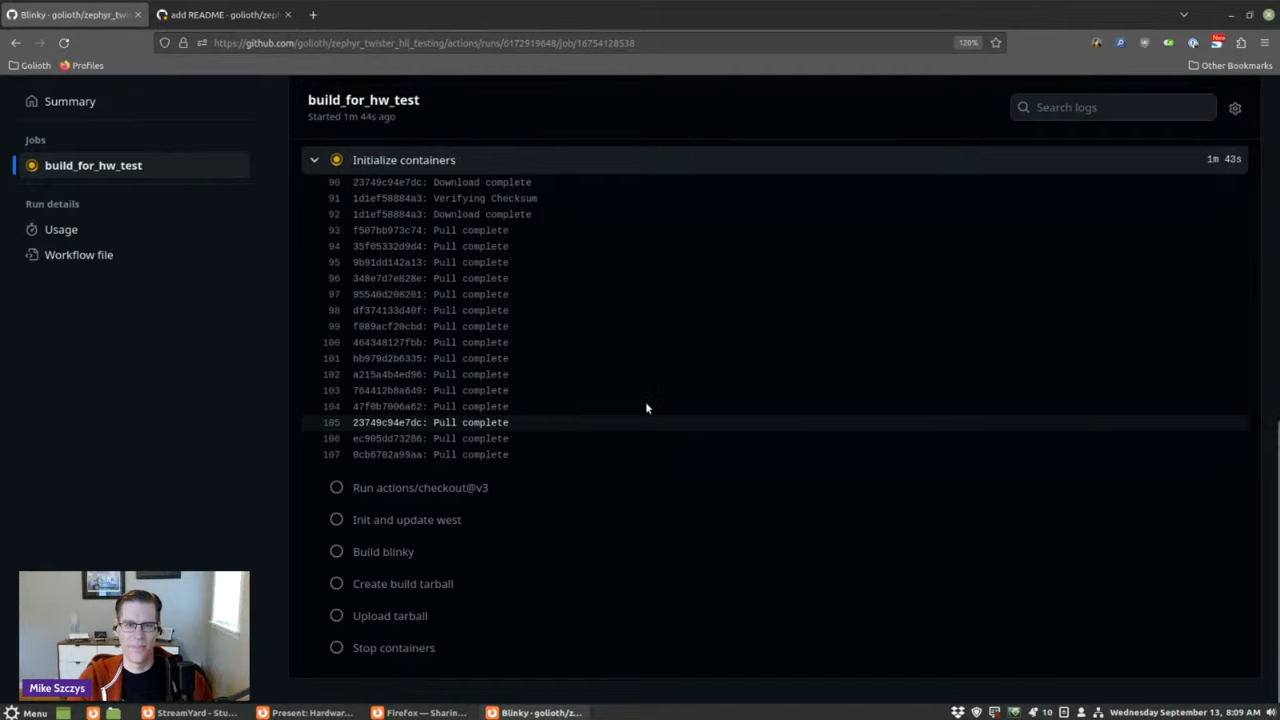 Blinky · golioth/zephyr_twi
add README · golioth/zep
https://github.com/golioth/zephyr_twister_hil_testing/actions/runs/6172919648/job/16754128538
120%
New
Golioth
Profiles
Other Bookmarks
Summary
Jobs
build_for_hw_test
Run details
Usage
Workflow file
build_for_hw_test
Started 1m 44s ago
Search logs
Initialize containers
1m 43s
90 23749c94e7dc: Download complete
91 1d1ef58884a3: Verifying Checksum
92 1d1ef58884a3: Download complete
93 f507bb973c74: Pull complete
94 35f05332d9d4: Pull complete
95 9b91dd142a13: Pull complete
96 348e7d7e828e: Pull complete
97 95540d208201: Pull complete
98 df374133d40f: Pull complete
99 f089acf20cbd: Pull complete
100 464348127fbb: Pull complete
101 bb979d2b6335: Pull complete
102 a215a4b4ed96: Pull complete
103 764412b8a649: Pull complete
104 47f0b7006a62: Pull complete
105 23749c94e7dc: Pull complete
106 ec905dd73286: Pull complete
107 0cb6702a99aa: Pull complete
Run actions/checkout@v3
Init and update west
Build blinky
Create build tarball
Upload tarball
Stop containers
Mike Szczys
Menu
StreamYard - Stu...
Present: Hardwar...
Firefox — Sharin...
Blinky · golioth/z...
10
Wednesday September 13, 8:09 AM